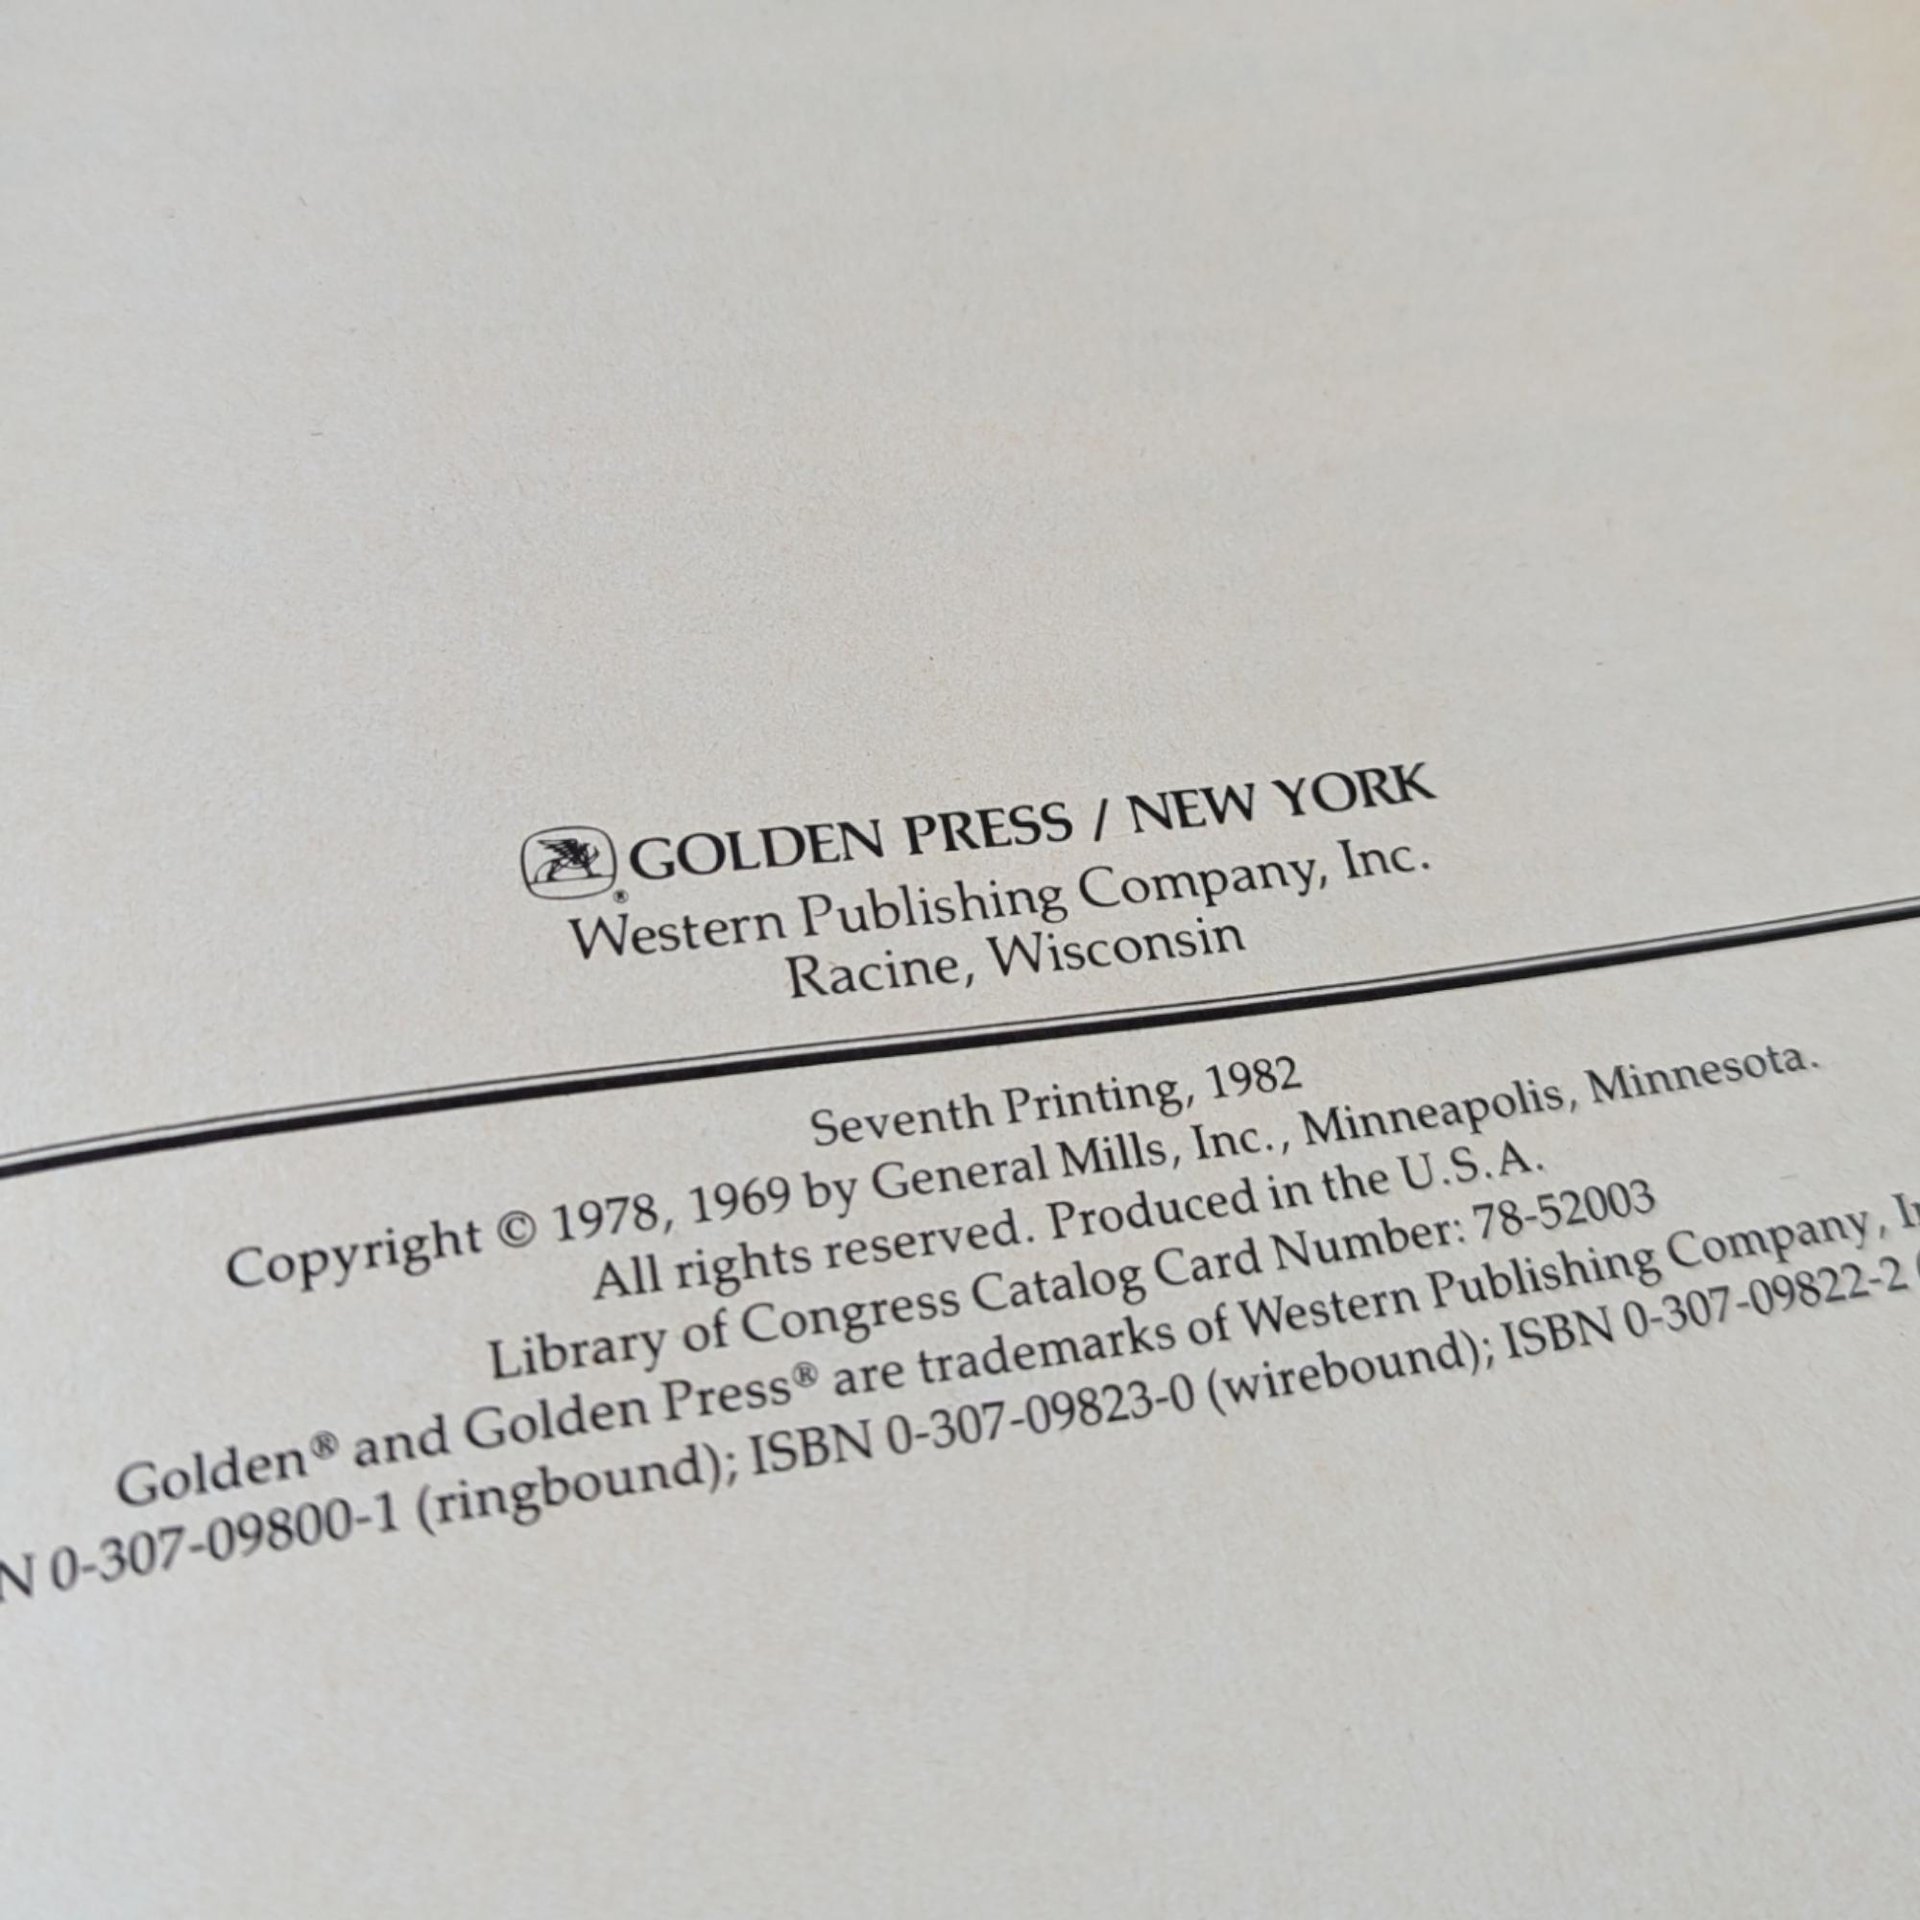 GOLDEN PRESS / NEW YORK
Western Publishing Company, Inc.
Racine, Wisconsin
Seventh Printing, 1982
Copyright © 1978, 1969 by General Mills, Inc., Minneapolis, Minnesota.
All rights reserved. Produced in the U.S.A.
Library of Congress Catalog Card Number: 78-52003
Golden® and Golden Press® are trademarks of Western Publishing Company,
N 0-307-09800-1 (ringbound); ISBN 0-307-09823-0 (wirebound); ISBN 0-307-09822-2